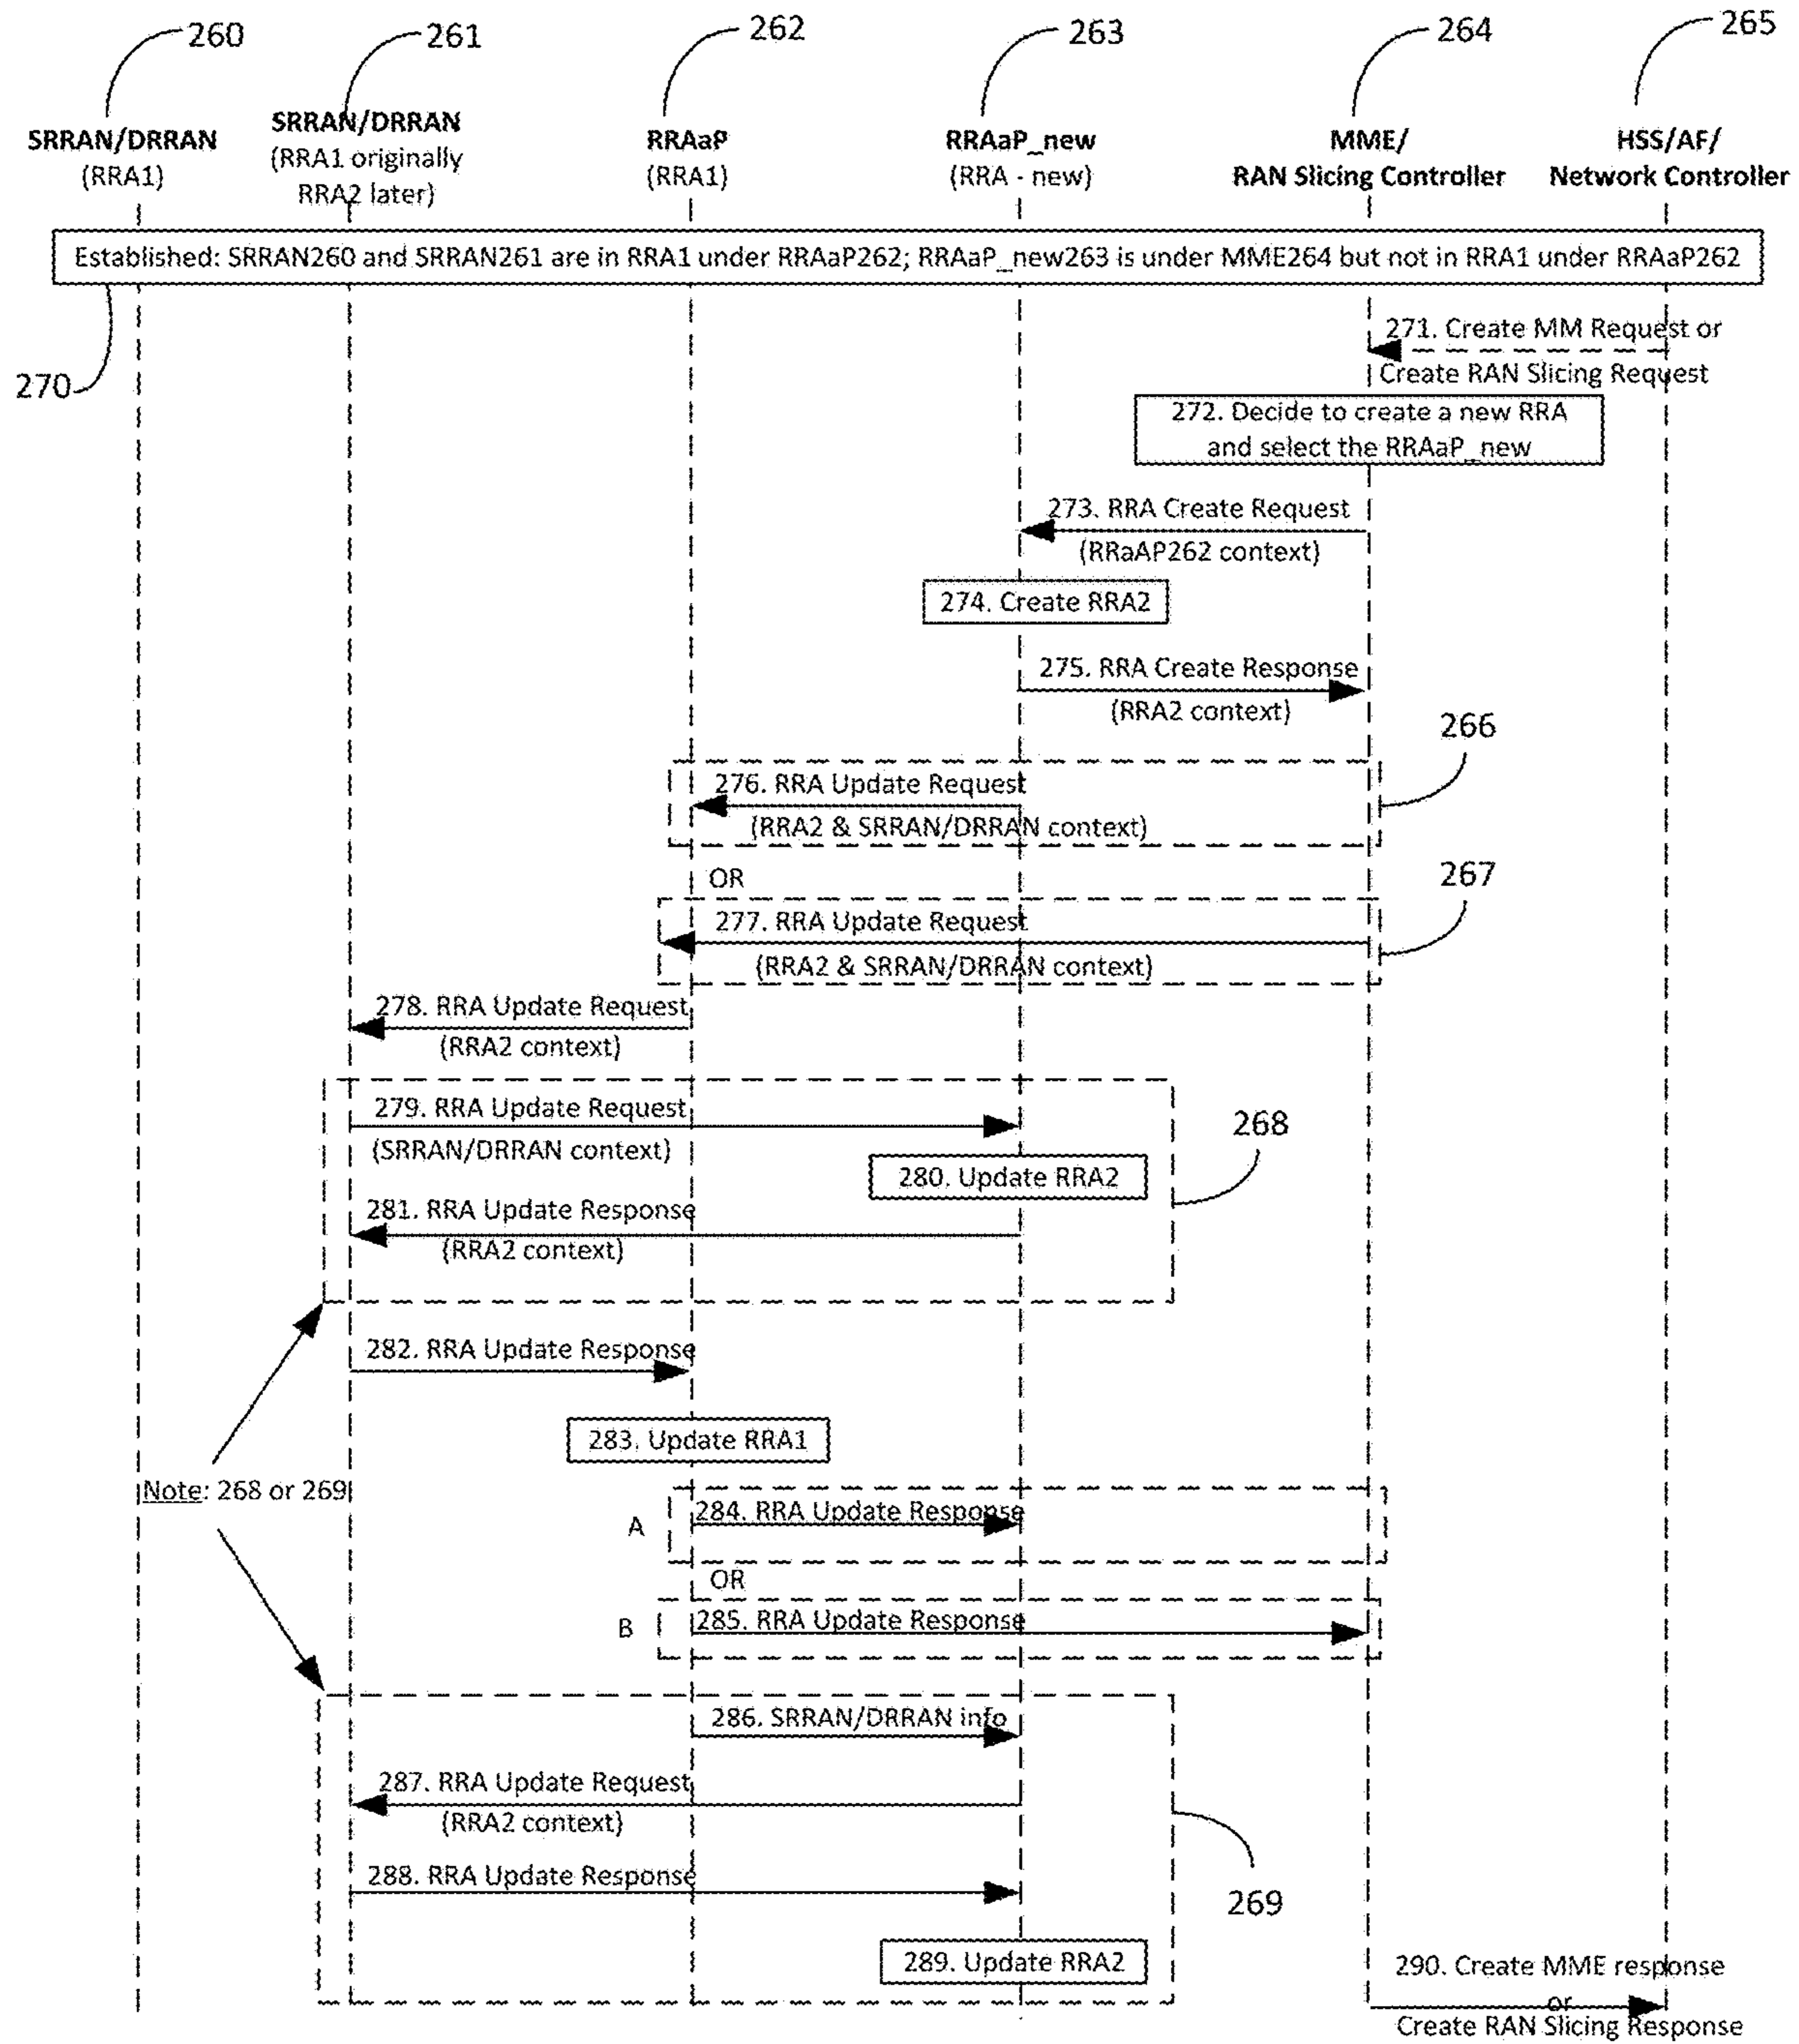 260
261
262
263
264
265
SRRAN/DRRAN
(RRA1)
SRRAN/DRRAN
(RRA1 originally
RRA2 later)
RRAaP
(RRA1)
RRAaP_new
(RRA - new)
MME/
RAN Slicing Controller
HSS/AF/
Network Controller
Established: SRRAN260 and SRRAN261 are in RRA1 under RRAaP262; RRAaP_new263 is under MME264 but not in RRA1 under RRAaP262
270
271. Create MM Request or
Create RAN Slicing Request
272. Decide to create a new RRA
and select the RRAaP_new
273. RRA Create Request
(RRaAP262 context)
274. Create RRA2
275. RRA Create Response
(RRA2 context)
266
276. RRA Update Request
(RRA2 & SRRAN/DRRAN context)
OR
267
277. RRA Update Request
(RRA2 & SRRAN/DRRAN context)
278. RRA Update Request
(RRA2 context)
279. RRA Update Request
(SRRAN/DRRAN context)
268
280. Update RRA2
281. RRA Update Response
(RRA2 context)
282. RRA Update Response
283. Update RRA1
Note: 268 or 269
A
284. RRA Update Response
OR
B
285. RRA Update Response
286. SRRAN/DRRAN info
287. RRA Update Request
(RRA2 context)
288. RRA Update Response
269
289. Update RRA2
290. Create MME response
or
Create RAN Slicing Response